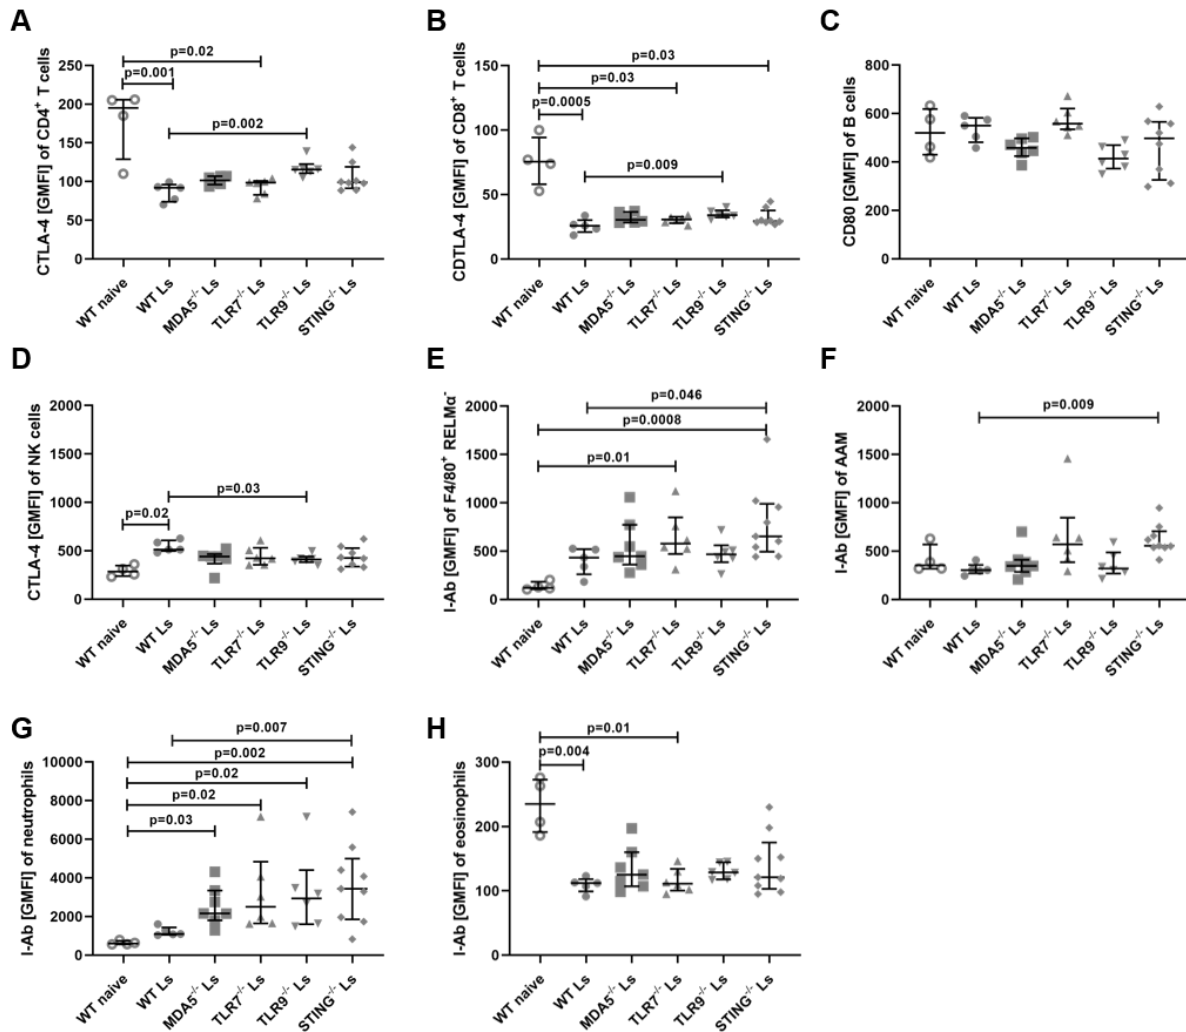 A
p=0.02
p=0.001
p=0.002
CTLA-4 [GMFI] of CD4⁺ T cells
250
200
150
100
50
0
WT naive
WT Ls
MDA5⁻/⁻ Ls
TLR7⁻/⁻ Ls
TLR9⁻/⁻ Ls
STING⁻/⁻ Ls
B
p=0.03
p=0.03
p=0.0005
p=0.009
CDTLA-4 [GMFI] of CD8⁺ T cells
150
100
50
0
WT naive
WT Ls
MDA5⁻/⁻ Ls
TLR7⁻/⁻ Ls
TLR9⁻/⁻ Ls
STING⁻/⁻ Ls
C
CD80 [GMFI] of B cells
800
600
400
200
0
WT naive
WT Ls
MDA5⁻/⁻ Ls
TLR7⁻/⁻ Ls
TLR9⁻/⁻ Ls
STING⁻/⁻ Ls
D
p=0.03
p=0.02
CTLA-4 [GMFI] of NK cells
2000
1500
1000
500
0
WT naive
WT Ls
MDA5⁻/⁻ Ls
TLR7⁻/⁻ Ls
TLR9⁻/⁻ Ls
STING⁻/⁻ Ls
E
p=0.046
p=0.0008
p=0.01
I-Ab [GMFI] of F4/80⁺ RELMα⁻
2000
1500
1000
500
0
WT naive
WT Ls
MDA5⁻/⁻ Ls
TLR7⁻/⁻ Ls
TLR9⁻/⁻ Ls
STING⁻/⁻ Ls
F
p=0.009
I-Ab [GMFI] of AAM
2000
1500
1000
500
0
WT naive
WT Ls
MDA5⁻/⁻ Ls
TLR7⁻/⁻ Ls
TLR9⁻/⁻ Ls
STING⁻/⁻ Ls
G
p=0.007
p=0.002
p=0.02
p=0.02
p=0.03
I-Ab [GMFI] of neutrophils
10000
8000
6000
4000
2000
0
WT naive
WT Ls
MDA5⁻/⁻ Ls
TLR7⁻/⁻ Ls
TLR9⁻/⁻ Ls
STING⁻/⁻ Ls
H
p=0.01
p=0.004
I-Ab [GMFI] of eosinophils
300
200
100
0
WT naive
WT Ls
MDA5⁻/⁻ Ls
TLR7⁻/⁻ Ls
TLR9⁻/⁻ Ls
STING⁻/⁻ Ls